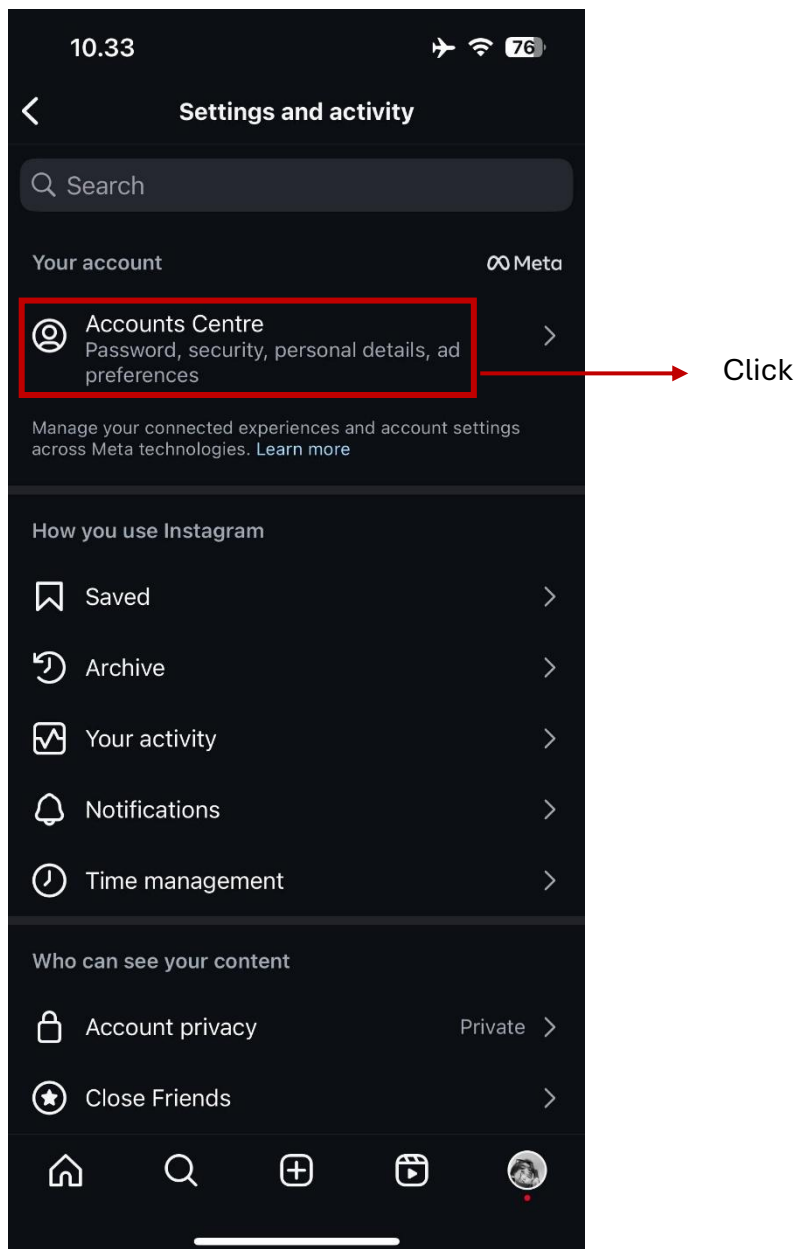 10.33 76
Settings and activity
Search
Your account Meta
Accounts Centre
Password, security, personal details, ad
preferences
Click
Manage your connected experiences and account settings
across Meta technologies. Learn more
How you use Instagram
Saved
Archive
Your activity
Notifications
Time management
Who can see your content
Account privacy Private
Close Friends